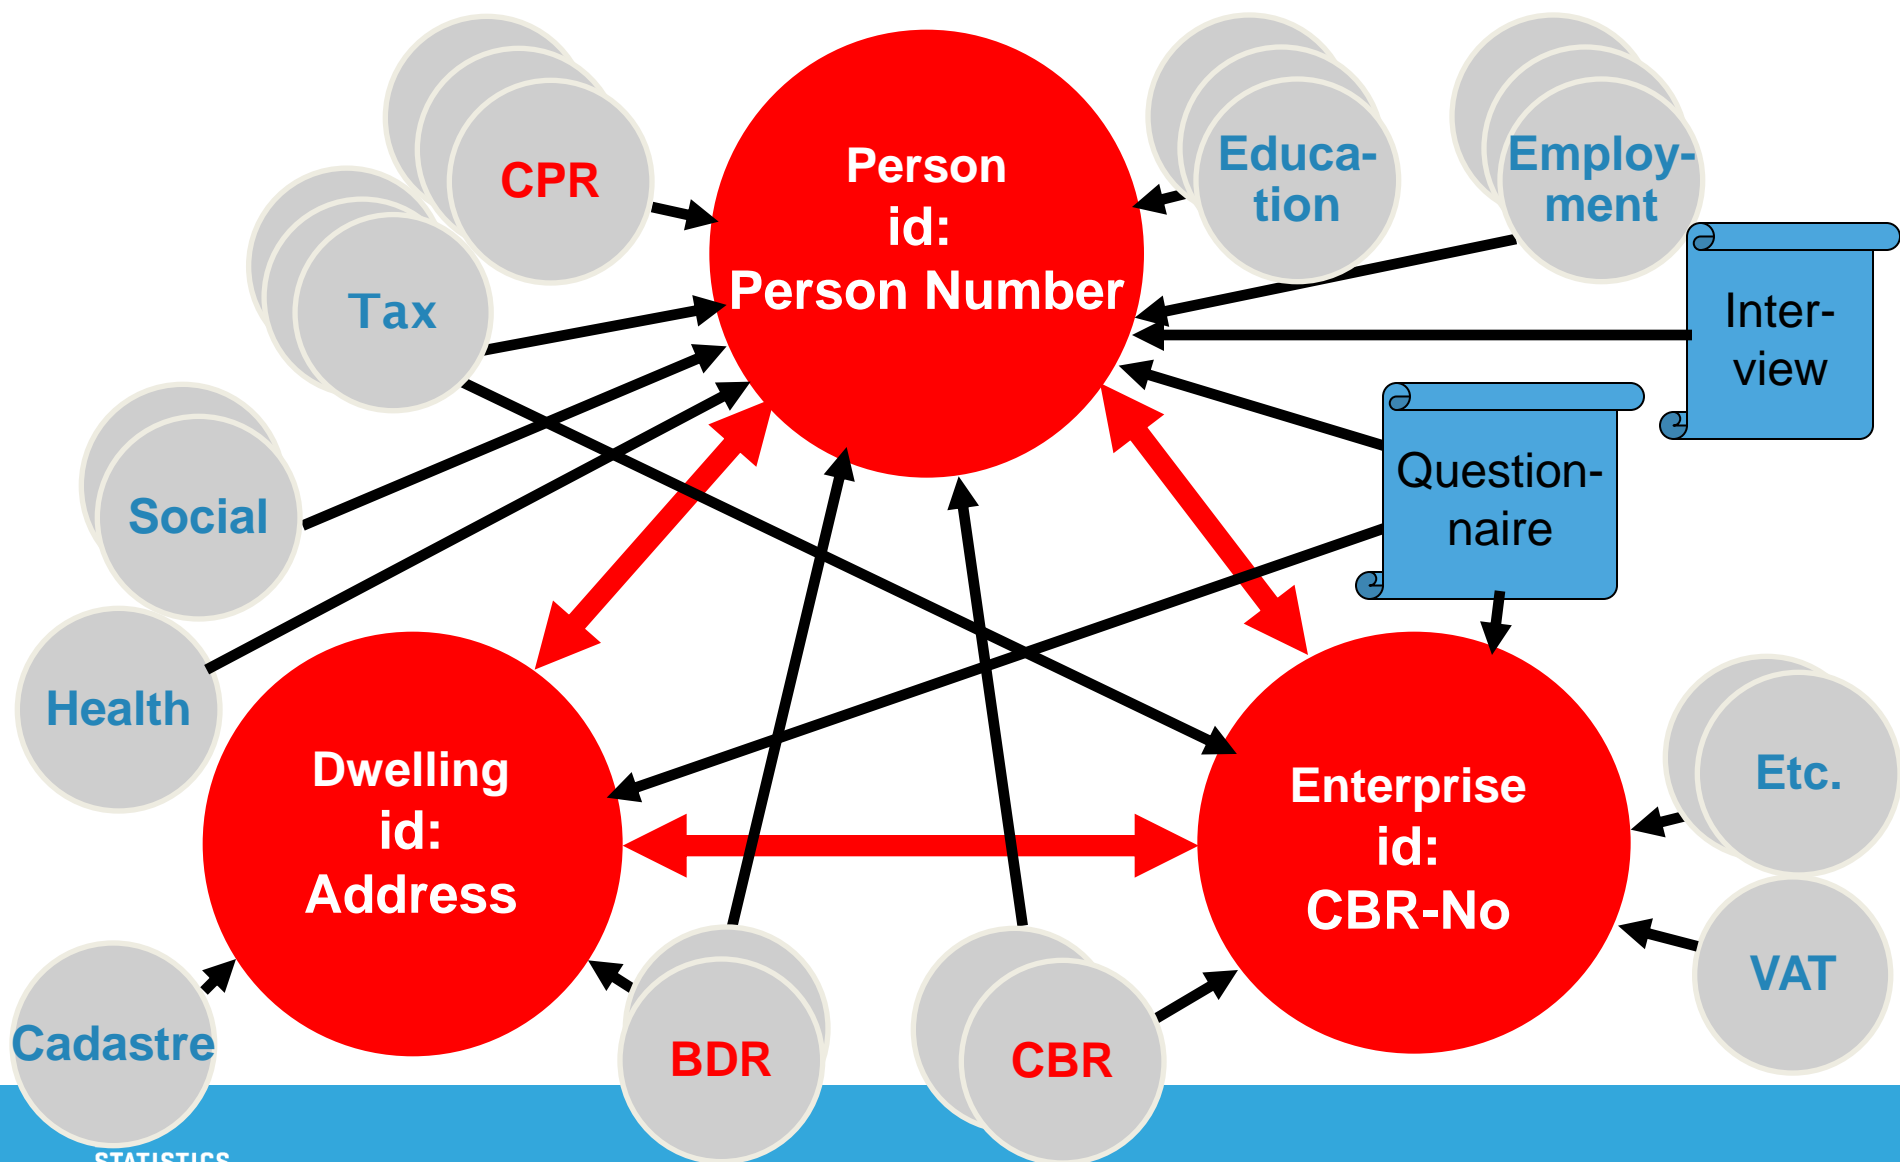 CPR
Person
id:
Person Number
Educa-
tion
Employ-
ment
Tax
Inter-
view
Question-
naire
Social
Health
Dwelling
id:
Address
Enterprise
id:
CBR-No
Etc.
VAT
Cadastre
BDR
CBR
STATISTICS